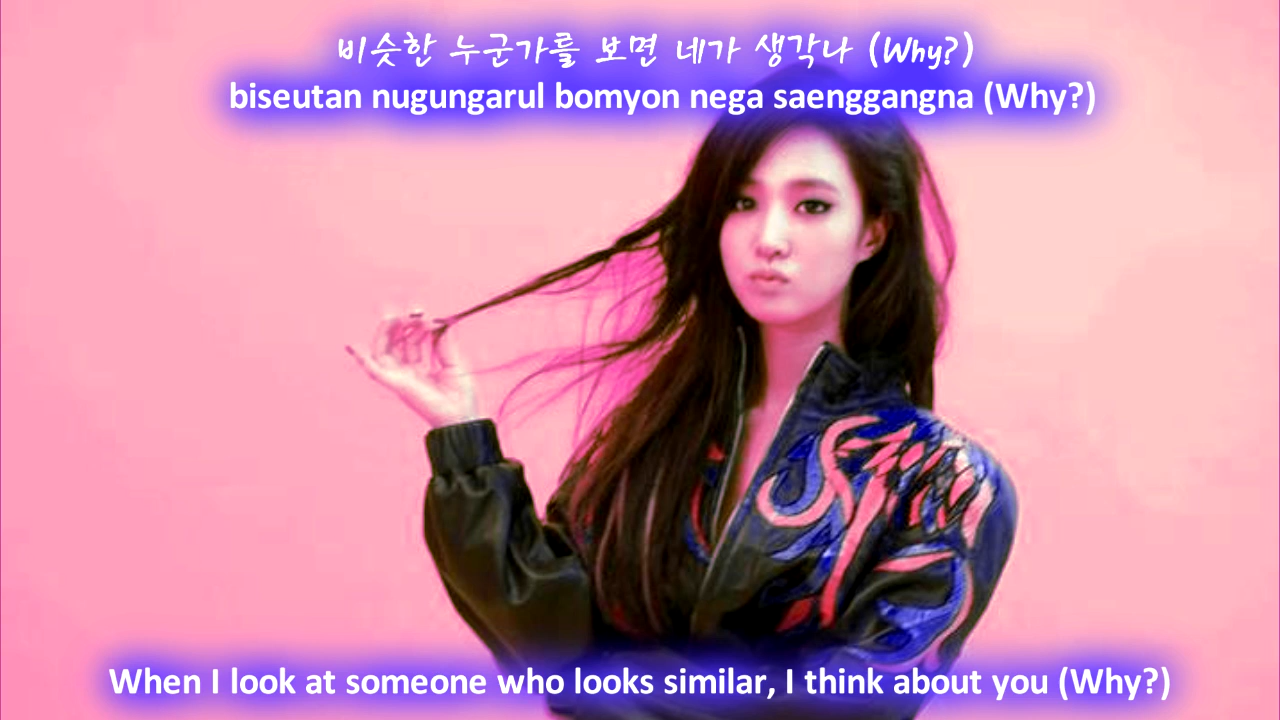 비슷한 누군가를 보면 네가 생각나 (Why?)
biseutan nugungarul bomyon nega saenggangna (Why?)
When I look at someone who looks similar, I think about you (Why?)